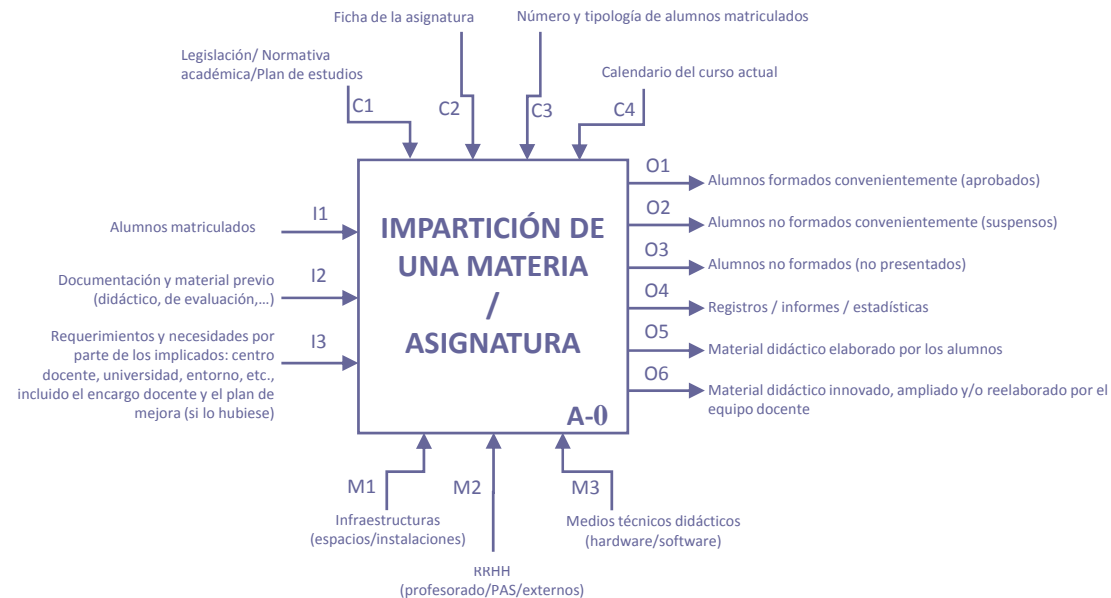 Ficha de la asignatura
Número y tipología de alumnos matriculados
Legislación/ Normativa
académica/Plan de estudios
Calendario del curso actual
C1
C2
C3
C4
I1
Alumnos matriculados
I2
Documentación y material previo
(didáctico, de evaluación,...)
I3
Requerimientos y necesidades por
parte de los implicados: centro
docente, universidad, entorno, etc.,
incluido el encargo docente y el plan de
mejora (si lo hubiese)
IMPARTICIÓN DE
UNA MATERIA
/
ASIGNATURA
A-0
O1
Alumnos formados convenientemente (aprobados)
O2
Alumnos no formados convenientemente (suspensos)
O3
Alumnos no formados (no presentados)
O4
Registros / informes / estadísticas
O5
Material didáctico elaborado por los alumnos
O6
Material didáctico innovado, ampliado y/o reelaborado por el
equipo docente
M1
M2
M3
Infraestructuras
(espacios/instalaciones)
Medios técnicos didácticos
(hardware/software)
RRHH
(profesorado/PAS/externos)